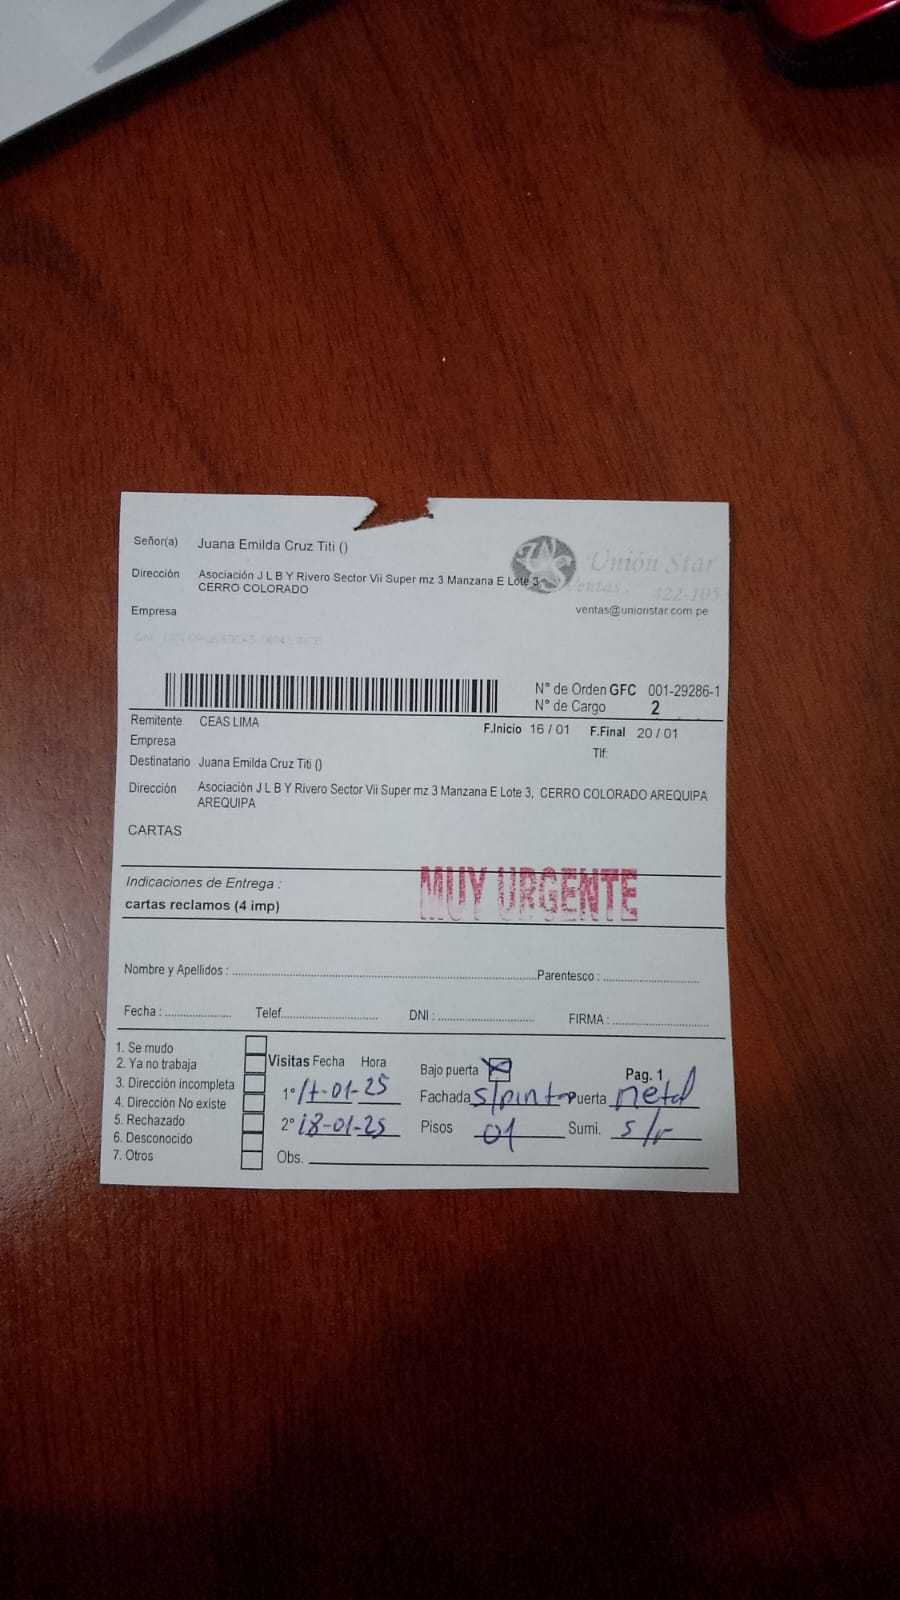 Señor(a) Juana Emilda Cruz Titi ()
Unión Star
Dirección Asociación J L B Y Rivero Sector Vii Super mz 3 Manzana E Lote 3,
CERRO COLORADO
Ventas.
Empresa
ventas@unionstar.com.pe
N° de Orden GFC 001-29286-1
N° de Cargo 2
Remitente CEAS LIMA
F.Inicio 16 / 01 F.Final 20 / 01
Empresa
Tlf:
Destinatario Juana Emilda Cruz Titi ()
Dirección Asociación J L B Y Rivero Sector Vii Super mz 3 Manzana E Lote 3, CERRO COLORADO AREQUIPA
AREQUIPA
CARTAS
Indicaciones de Entrega :
MUY URGENTE
cartas reclamos (4 imp)
Nombre y Apellidos : Parentesco :
Fecha : Telef. DNI : FIRMA :
1. Se mudo
2. Ya no trabaja
3. Dirección incompleta
4. Dirección No existe
5. Rechazado
6. Desconocido
7. Otros
Visitas Fecha Hora
1° 17-01-25
2° 18-01-25
Obs.
Bajo puerta X Pag. 1
Fachada s/pint Puerta metal
Pisos 01 Sumi. s/r